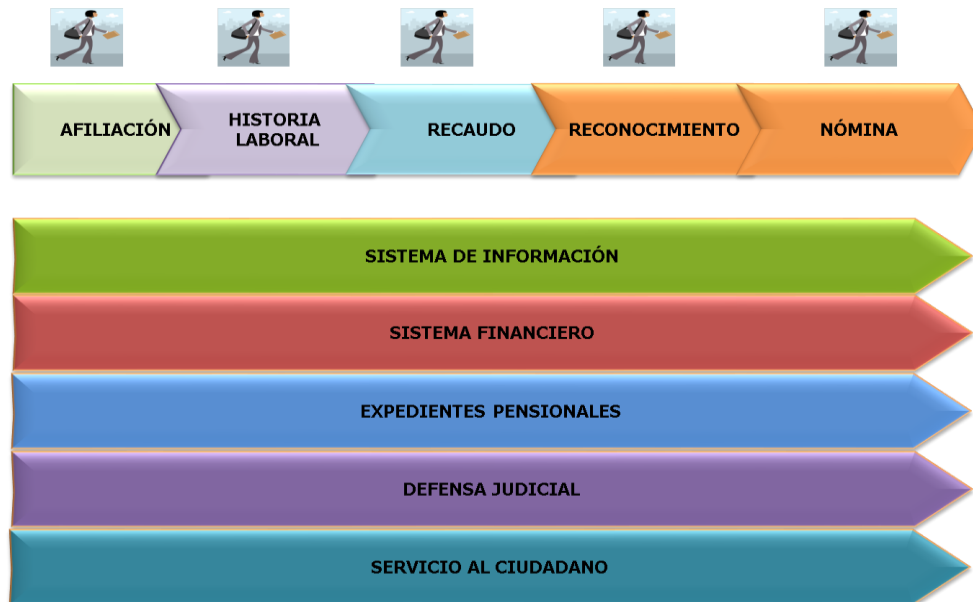 AFILIACIÓN
HISTORIA
LABORAL
RECAUDO
RECONOCIMIENTO
NÓMINA
SISTEMA DE INFORMACIÓN
SISTEMA FINANCIERO
EXPEDIENTES PENSIONALES
DEFENSA JUDICIAL
SERVICIO AL CIUDADANO